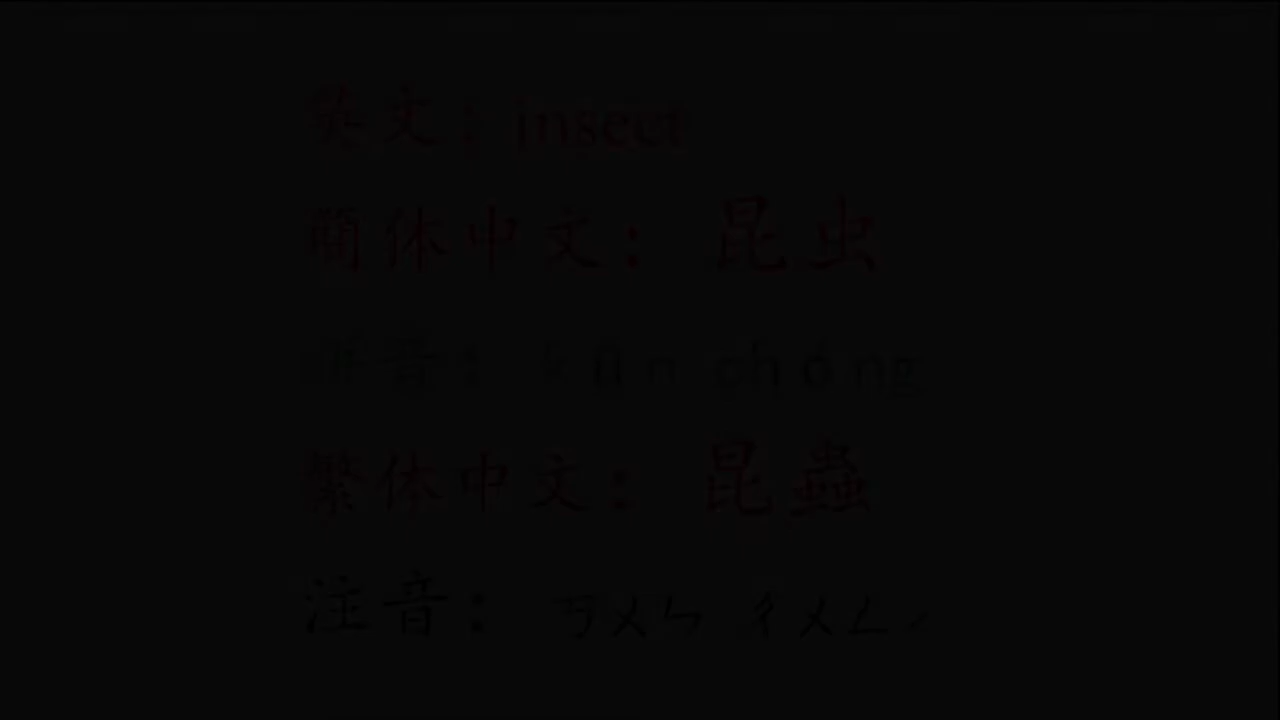 英文：insect
簡体中文： 昆虫
拼音： kūn chóng
繁体中文： 昆蟲
注音： ㄎㄨㄣ ㄔㄨㄥˊ